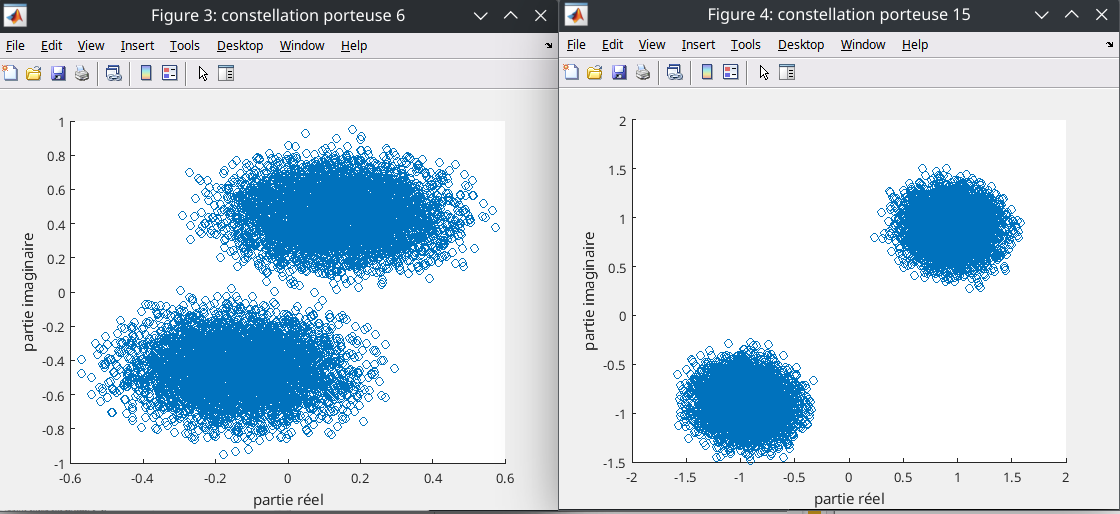 Figure 3: constellation porteuse 6
File Edit View Insert Tools Desktop Window Help
1
0.8
0.6
0.4
0.2
0
-0.2
-0.4
-0.6
-0.8
-1
partie imaginaire
-0.6 -0.4 -0.2 0 0.2 0.4 0.6
partie réel
Figure 4: constellation porteuse 15
File Edit View Insert Tools Desktop Window Help
2
1.5
1
0.5
0
-0.5
-1
-1.5
partie imaginaire
-2 -1.5 -1 -0.5 0 0.5 1 1.5 2
partie réel